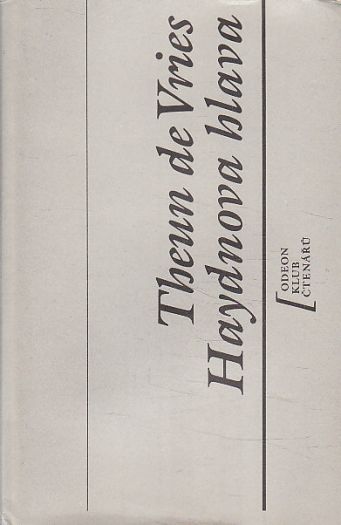 Theun de Vries
Haydnova hlava
ODEON
KLUB
ČTENÁŘŮ